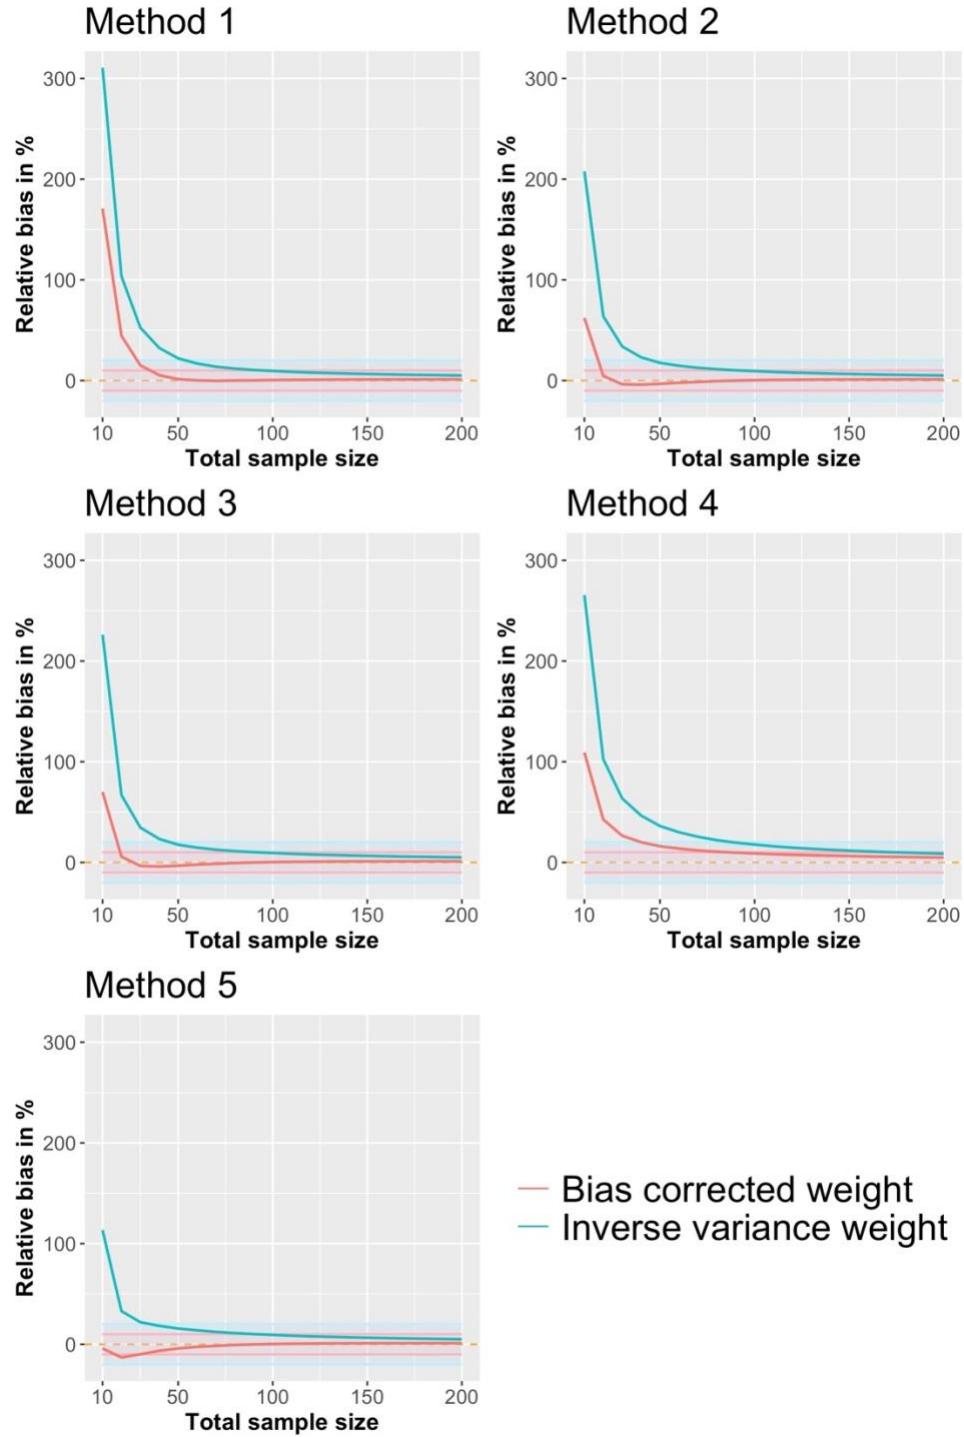 Method 1
Relative bias in %
300
200
100
0
10 50 100 150 200
Total sample size
Method 2
Relative bias in %
300
200
100
0
10 50 100 150 200
Total sample size
Method 3
Relative bias in %
300
200
100
0
10 50 100 150 200
Total sample size
Method 4
Relative bias in %
300
200
100
0
10 50 100 150 200
Total sample size
Method 5
Relative bias in %
300
200
100
0
10 50 100 150 200
Total sample size
Bias corrected weight
Inverse variance weight